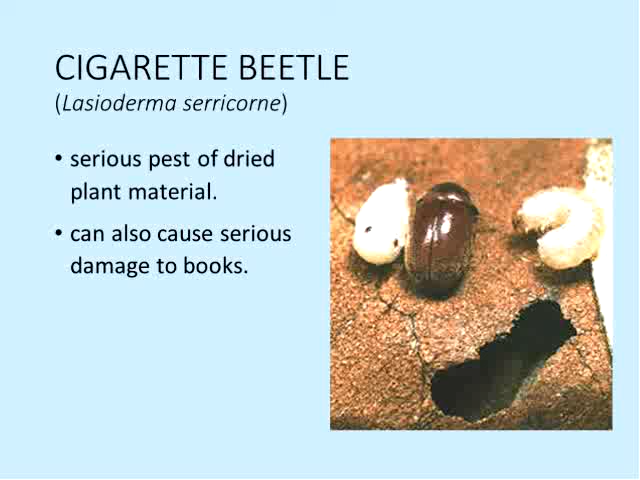 CIGARETTE BEETLE
(Lasioderma serricorne)
• serious pest of dried
plant material.
• can also cause serious
damage to books.